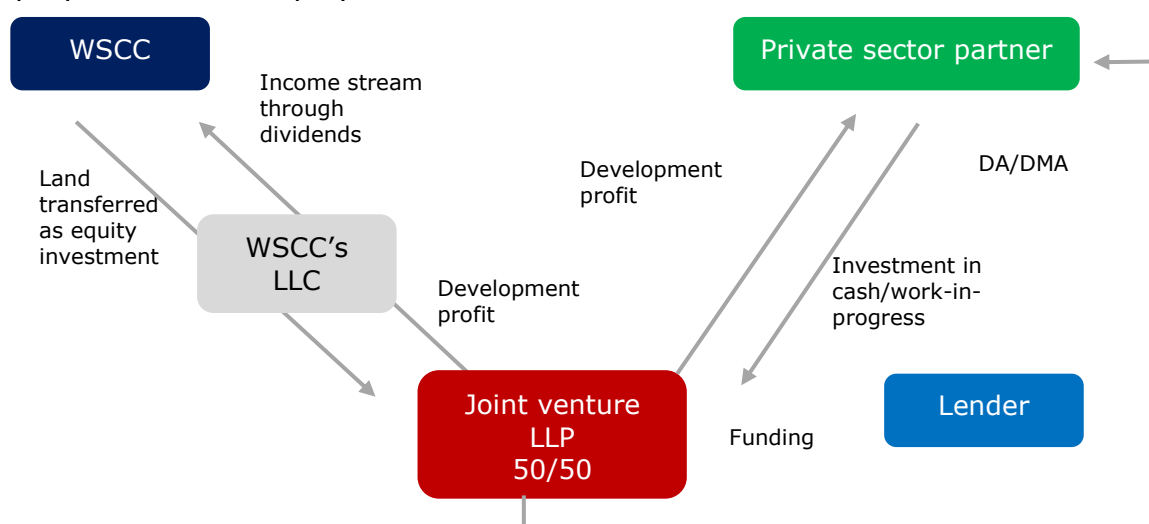 WSCC
Private sector partner
Income stream
through
dividends
Land
transferred
as equity
investment
Development
profit
DA/DMA
WSCC's
LLC
Investment in
cash/work-in-
progress
Development
profit
Joint venture
LLP
50/50
Lender
Funding